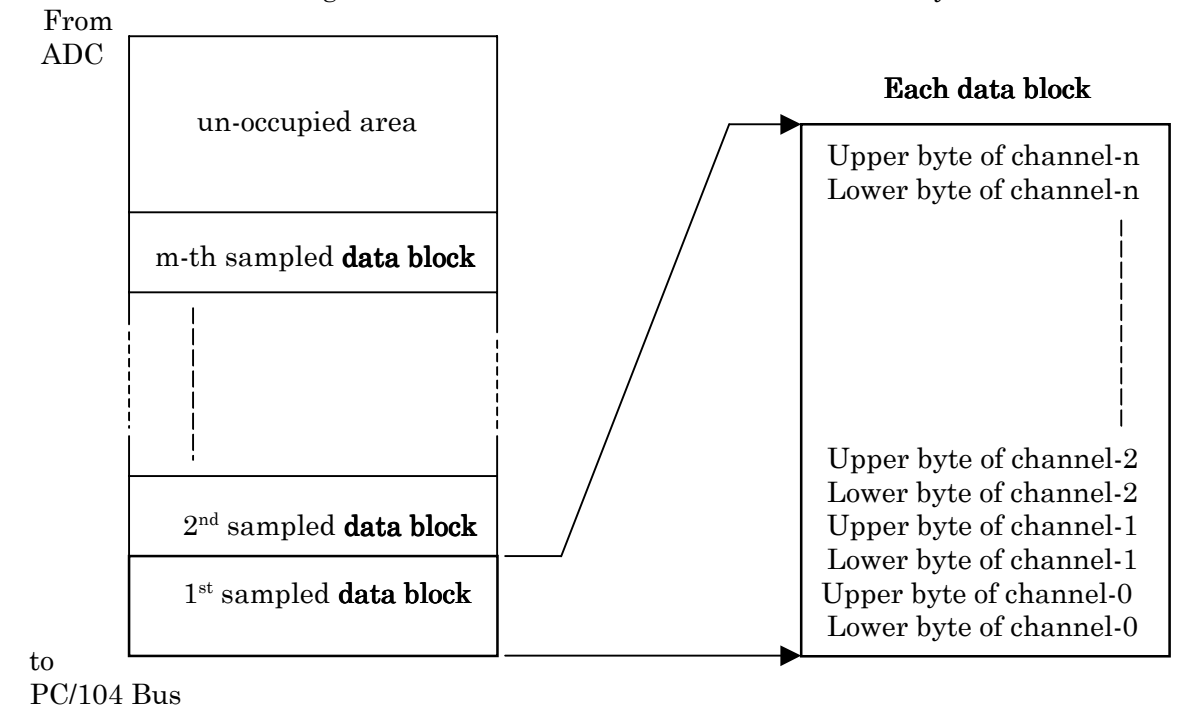 From
ADC
un-occupied area
m-th sampled data block
2nd sampled data block
1st sampled data block
to
PC/104 Bus
Each data block
Upper byte of channel-n
Lower byte of channel-n
Upper byte of channel-2
Lower byte of channel-2
Upper byte of channel-1
Lower byte of channel-1
Upper byte of channel-0
Lower byte of channel-0